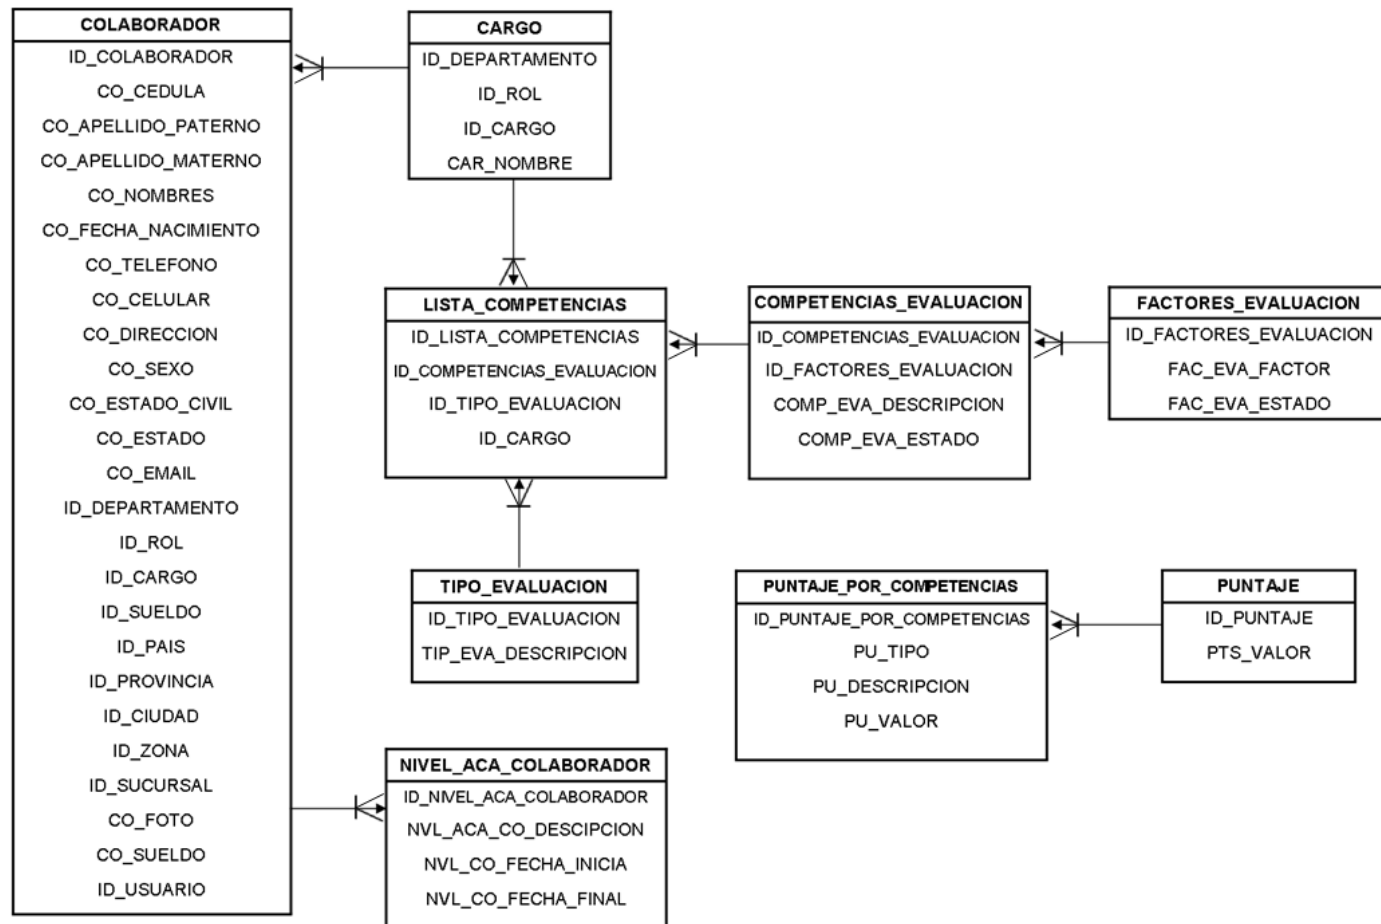 COLABORADOR
ID_COLABORADOR
CO_CEDULA
CO_APELLIDO_PATERNO
CO_APELLIDO_MATERNO
CO_NOMBRES
CO_FECHA_NACIMIENTO
CO_TELEFONO
CO_CELULAR
CO_DIRECCION
CO_SEXO
CO_ESTADO_CIVIL
CO_ESTADO
CO_EMAIL
ID_DEPARTAMENTO
ID_ROL
ID_CARGO
ID_SUELDO
ID_PAIS
ID_PROVINCIA
ID_CIUDAD
ID_ZONA
ID_SUCURSAL
CO_FOTO
CO_SUELDO
ID_USUARIO
CARGO
ID_DEPARTAMENTO
ID_ROL
ID_CARGO
CAR_NOMBRE
LISTA_COMPETENCIAS
ID_LISTA_COMPETENCIAS
ID_COMPETENCIAS_EVALUACION
ID_TIPO_EVALUACION
ID_CARGO
COMPETENCIAS_EVALUACION
ID_COMPETENCIAS_EVALUACION
ID_FACTORES_EVALUACION
COMP_EVA_DESCRIPCION
COMP_EVA_ESTADO
FACTORES_EVALUACION
ID_FACTORES_EVALUACION
FAC_EVA_FACTOR
FAC_EVA_ESTADO
TIPO_EVALUACION
ID_TIPO_EVALUACION
TIP_EVA_DESCRIPCION
PUNTAJE_POR_COMPETENCIAS
ID_PUNTAJE_POR_COMPETENCIAS
PU_TIPO
PU_DESCRIPCION
PU_VALOR
PUNTAJE
ID_PUNTAJE
PTS_VALOR
NIVEL_ACA_COLABORADOR
ID_NIVEL_ACA_COLABORADOR
NVL_ACA_CO_DESCIPCION
NVL_CO_FECHA_INICIA
NVL_CO_FECHA_FINAL